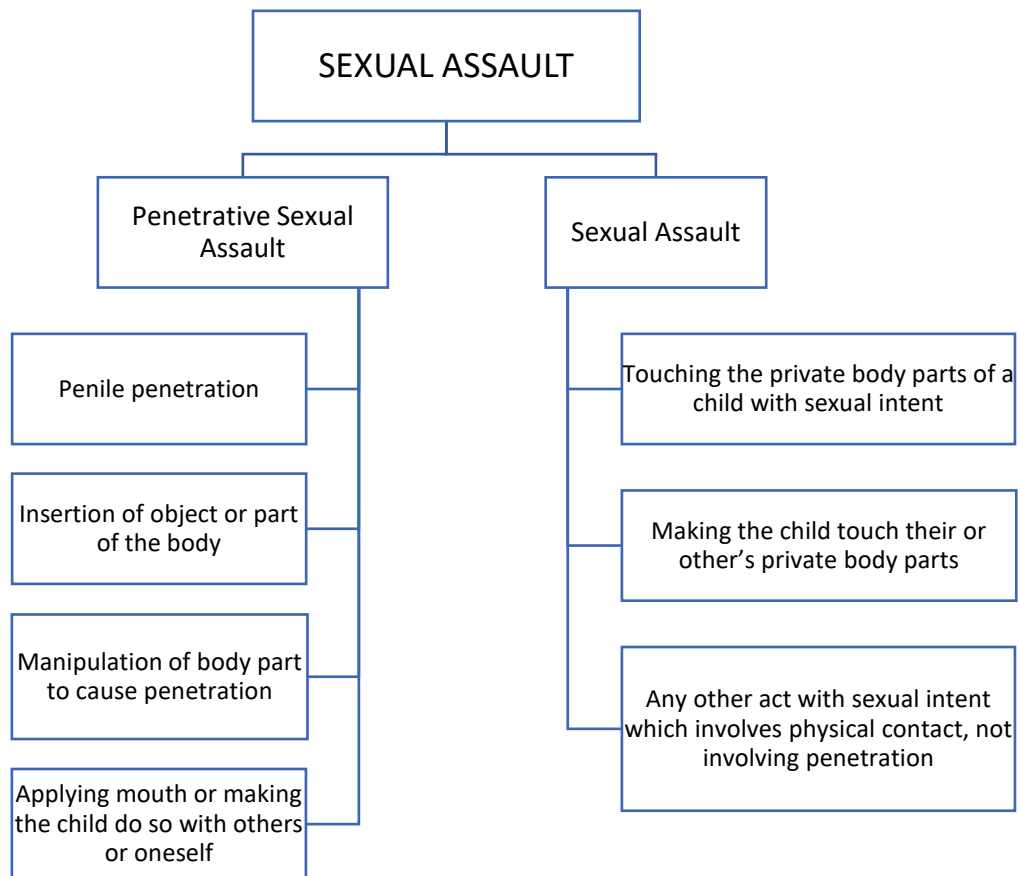 SEXUAL ASSAULT
Penetrative Sexual
Assault
Penile penetration
Insertion of object or part
of the body
Manipulation of body part
to cause penetration
Applying mouth or making
the child do so with others
or oneself
Sexual Assault
Touching the private body parts of a
child with sexual intent
Making the child touch their or
other’s private body parts
Any other act with sexual intent
which involves physical contact, not
involving penetration